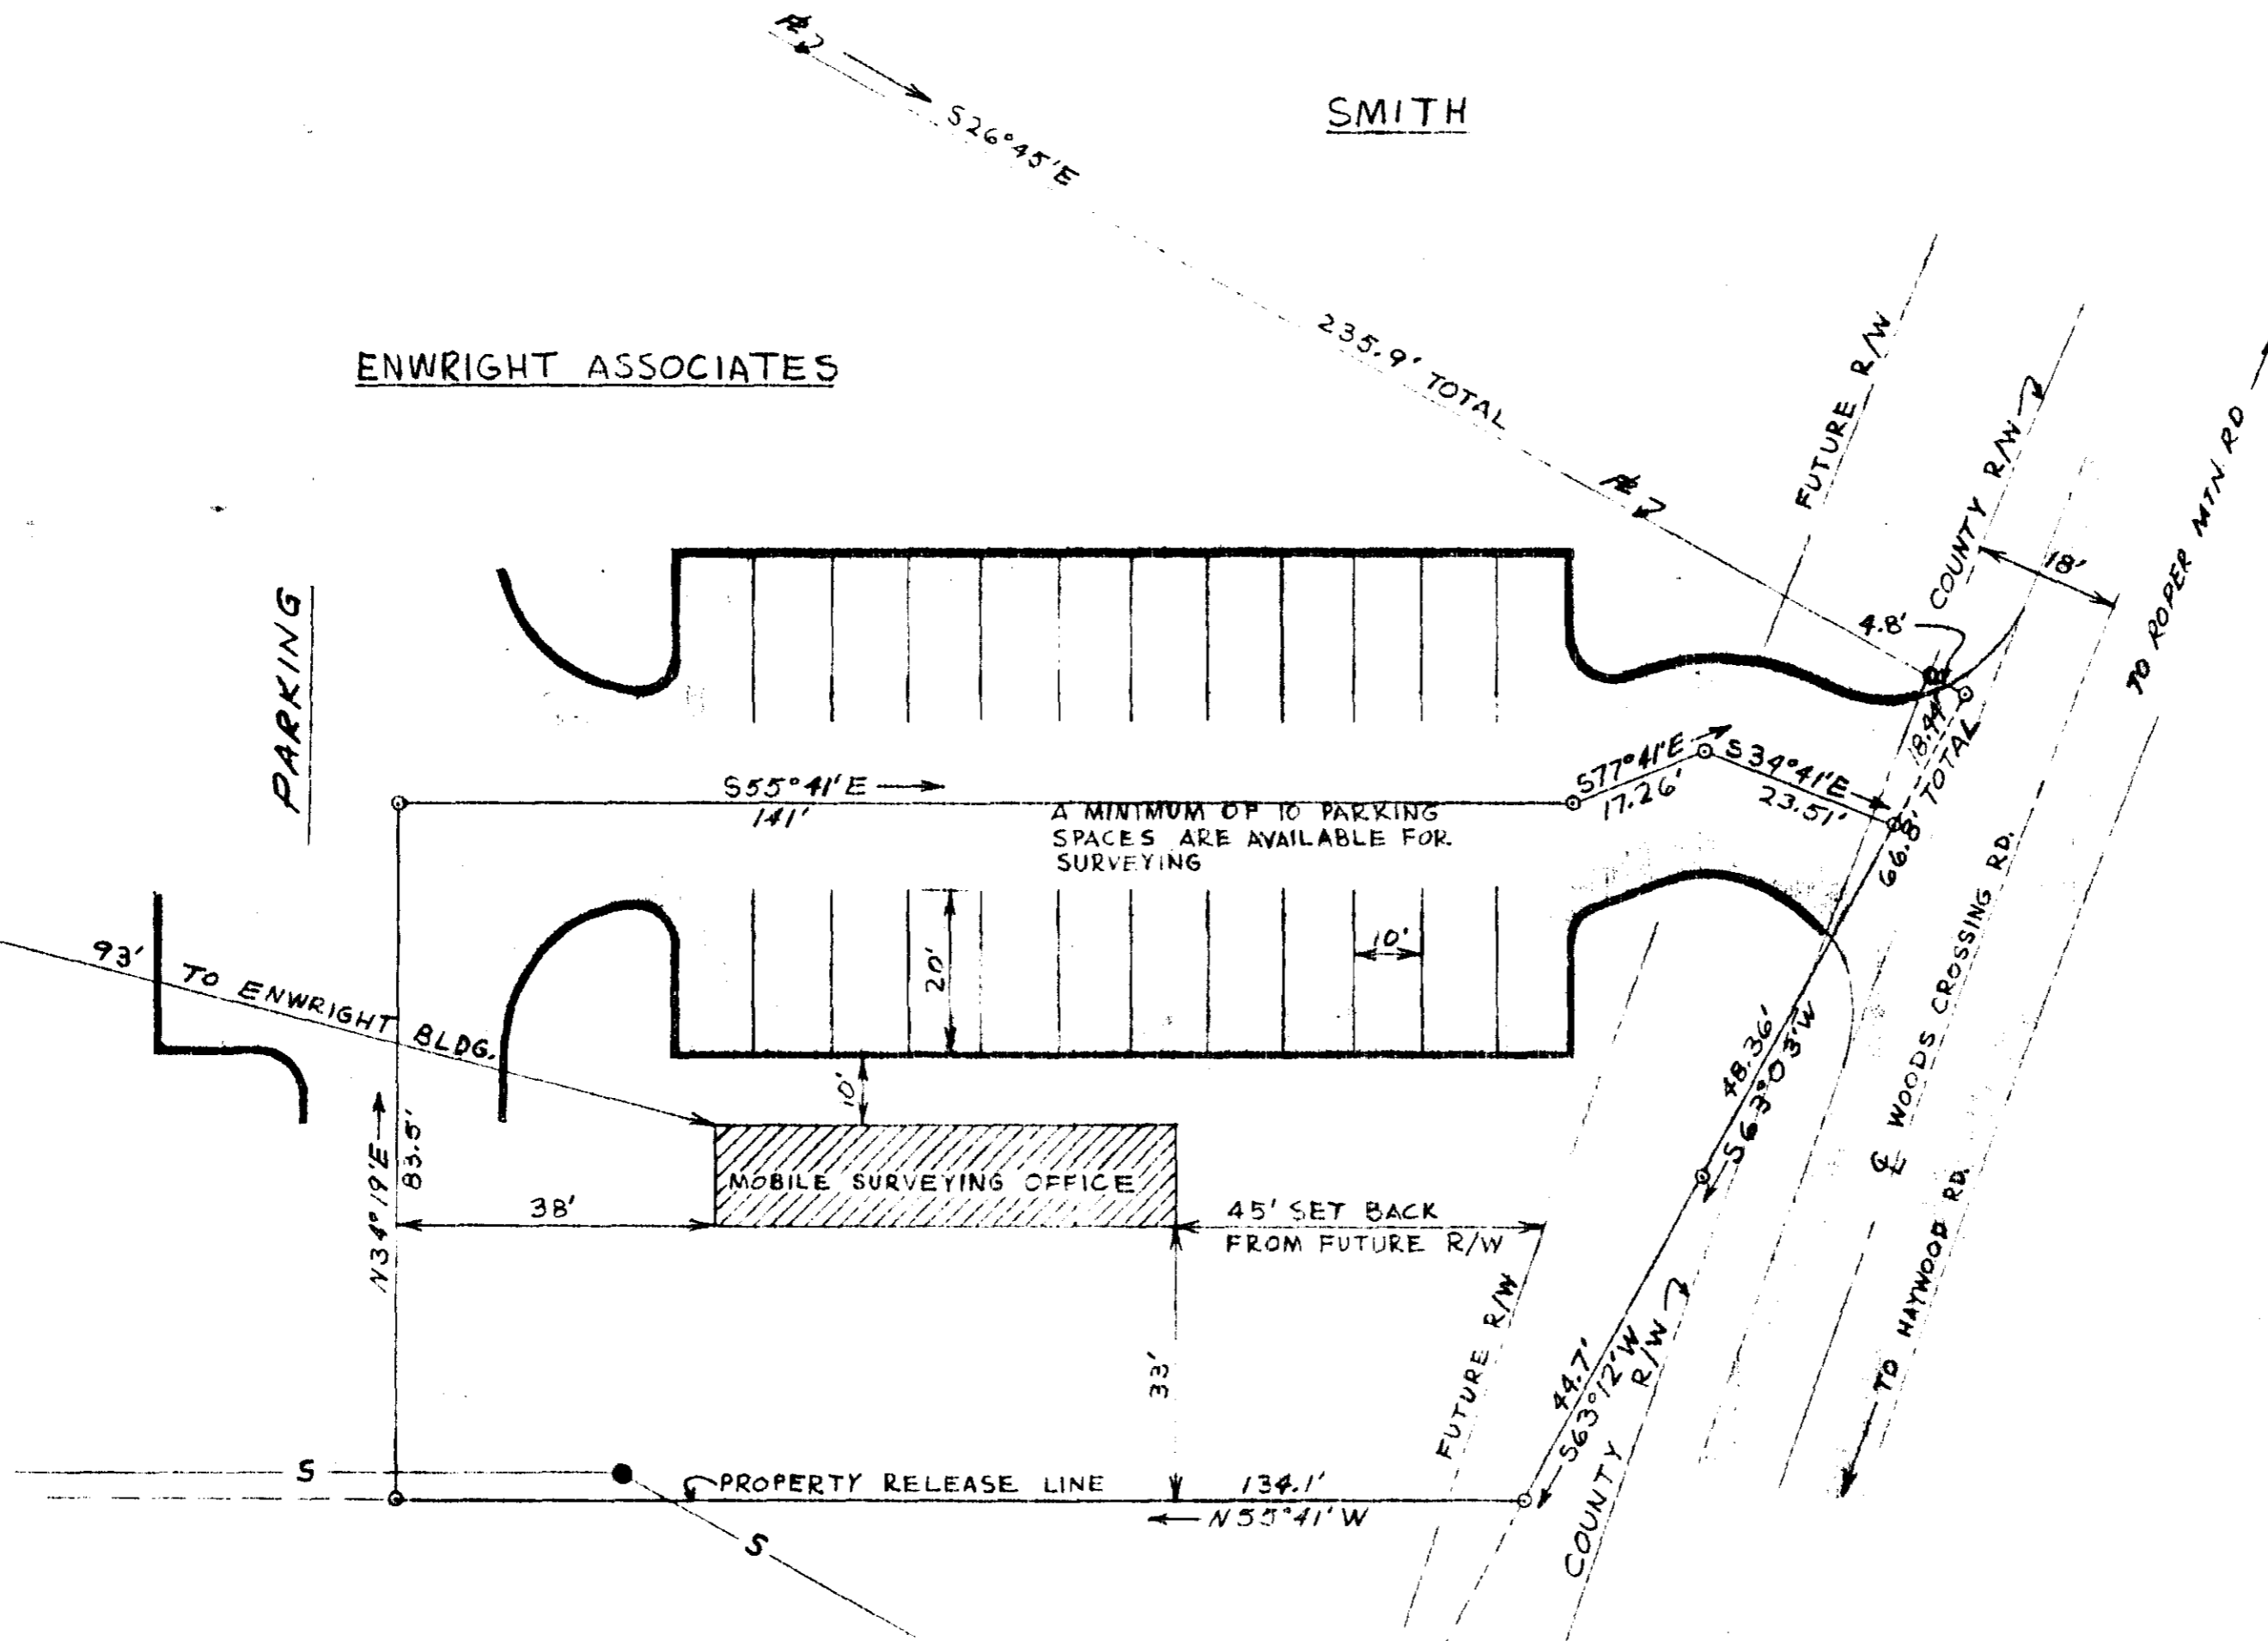 SMITH
S26°45'E
235.9' TOTAL
ENWRIGHT ASSOCIATES
FUTURE R/W
COUNTY R/W
18'
TO ROPER MTN. RD
4.8'
PARKING
18.44'
66.8' TOTAL
S77°41'E
17.26'
S34°41'E
23.51'
S55°41'E
141'
A MINIMUM OF 10 PARKING
SPACES ARE AVAILABLE FOR.
SURVEYING
20'
10'
93' TO ENWRIGHT BLDG.
10'
48.36'
S63°03'W
℄ WOODS CROSSING RD.
N34°19'E
83.5'
MOBILE SURVEYING OFFICE
38'
45' SET BACK
FROM FUTURE R/W
33'
FUTURE R/W
44.7'
S63°12'W
COUNTY R/W
TO HAYWOOD RD.
S
PROPERTY RELEASE LINE
134.1'
N55°41'W
S